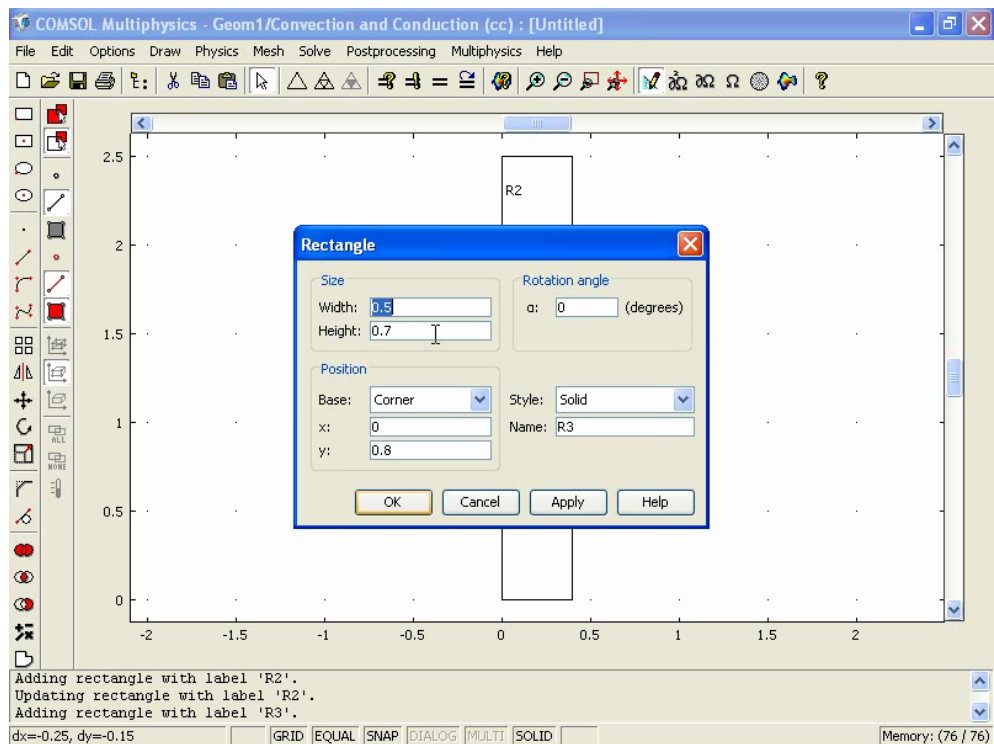 COMSOL Multiphysics - Geom1/Convection and Conduction (cc) : [Untitled]
File Edit Options Draw Physics Mesh Solve Postprocessing Multiphysics Help
2.5
R2
2
1.5
1
0.5
0
-2 -1.5 -1 -0.5 0 0.5 1 1.5 2
Rectangle
Size
Width: 0.5
Height: 0.7
Rotation angle
α: 0 (degrees)
Position
Base: Corner
x: 0
y: 0.8
Style: Solid
Name: R3
OK Cancel Apply Help
ALL
NONE
Adding rectangle with label 'R2'.
Updating rectangle with label 'R2'.
Adding rectangle with label 'R3'.
dx=-0.25, dy=-0.15 GRID EQUAL SNAP DIALOG MULTI SOLID Memory: (76 / 76)